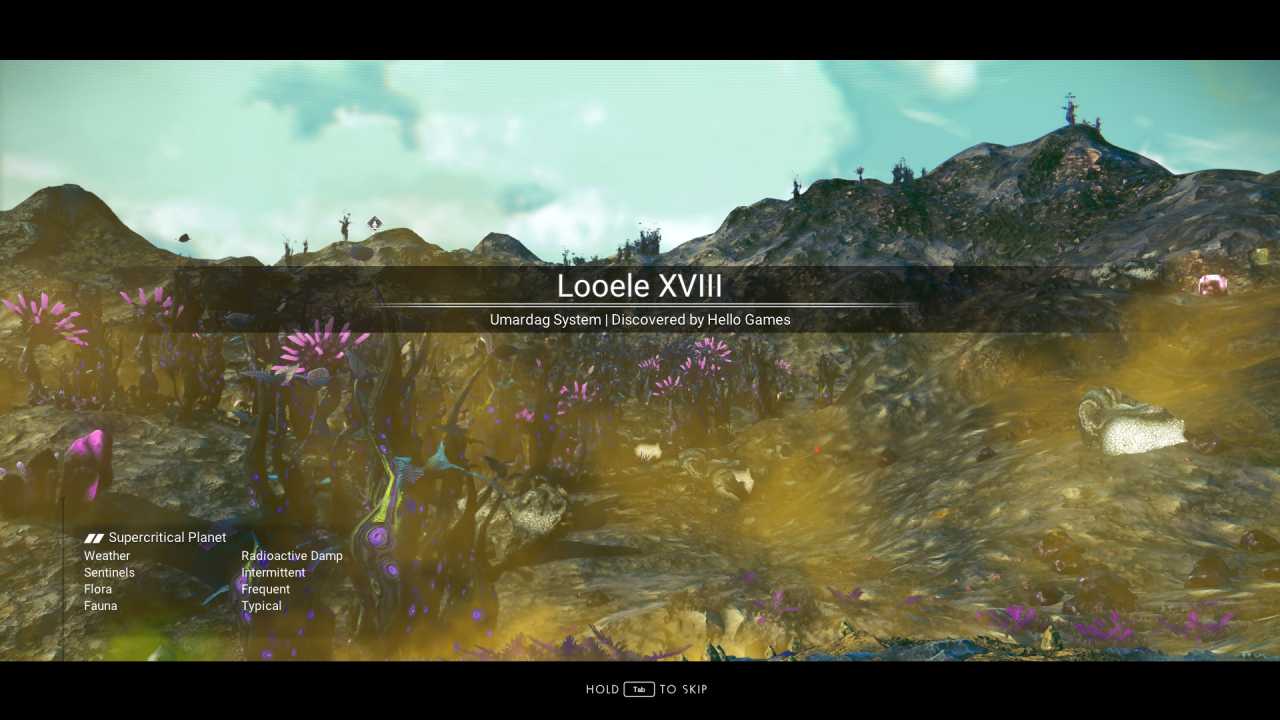 Looele XVIII
Umardag System | Discovered by Hello Games
Supercritical Planet
Weather Radioactive Damp
Sentinels Intermittent
Flora Frequent
Fauna Typical
HOLD Tab TO SKIP